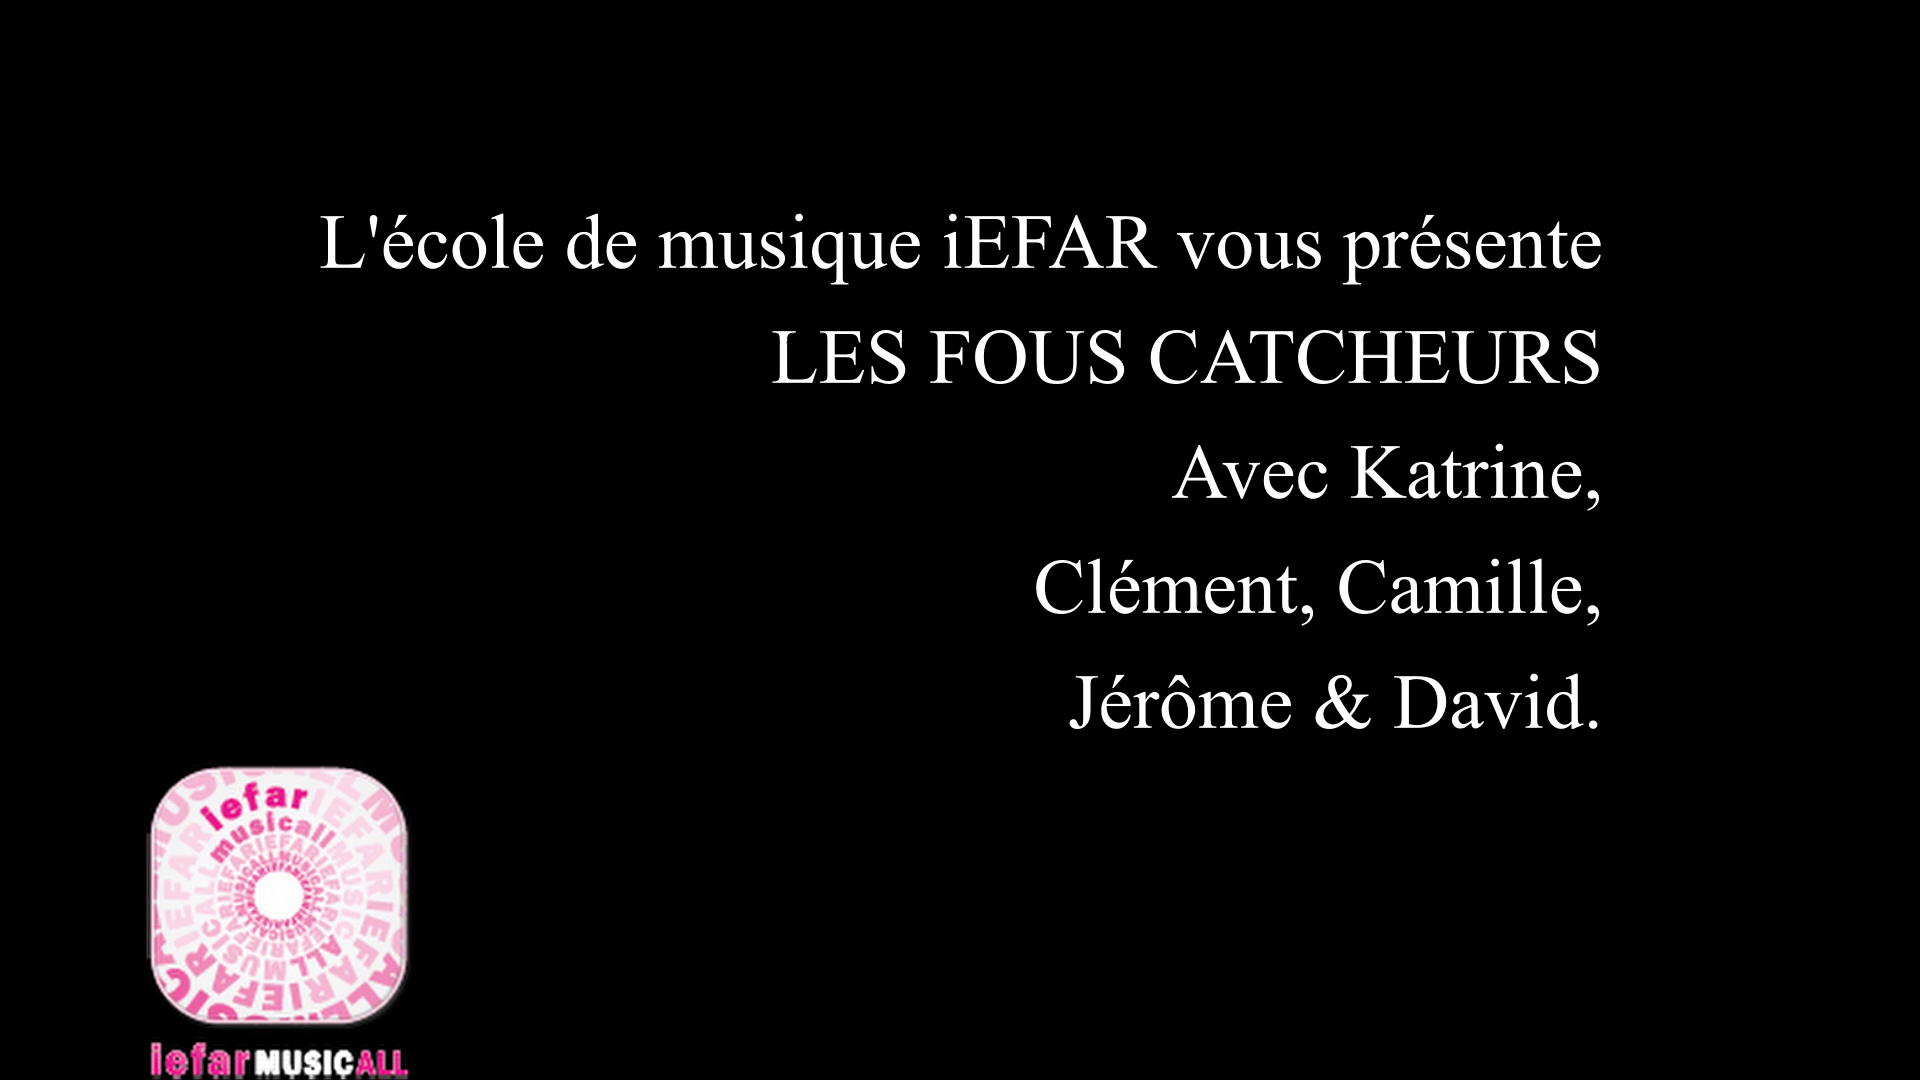 L'école de musique iEFAR vous présente
LES FOUS CATCHEURS
Avec Katrine,
Clément, Camille,
Jérôme & David.
iefar
musicall
iefarMUSICALL